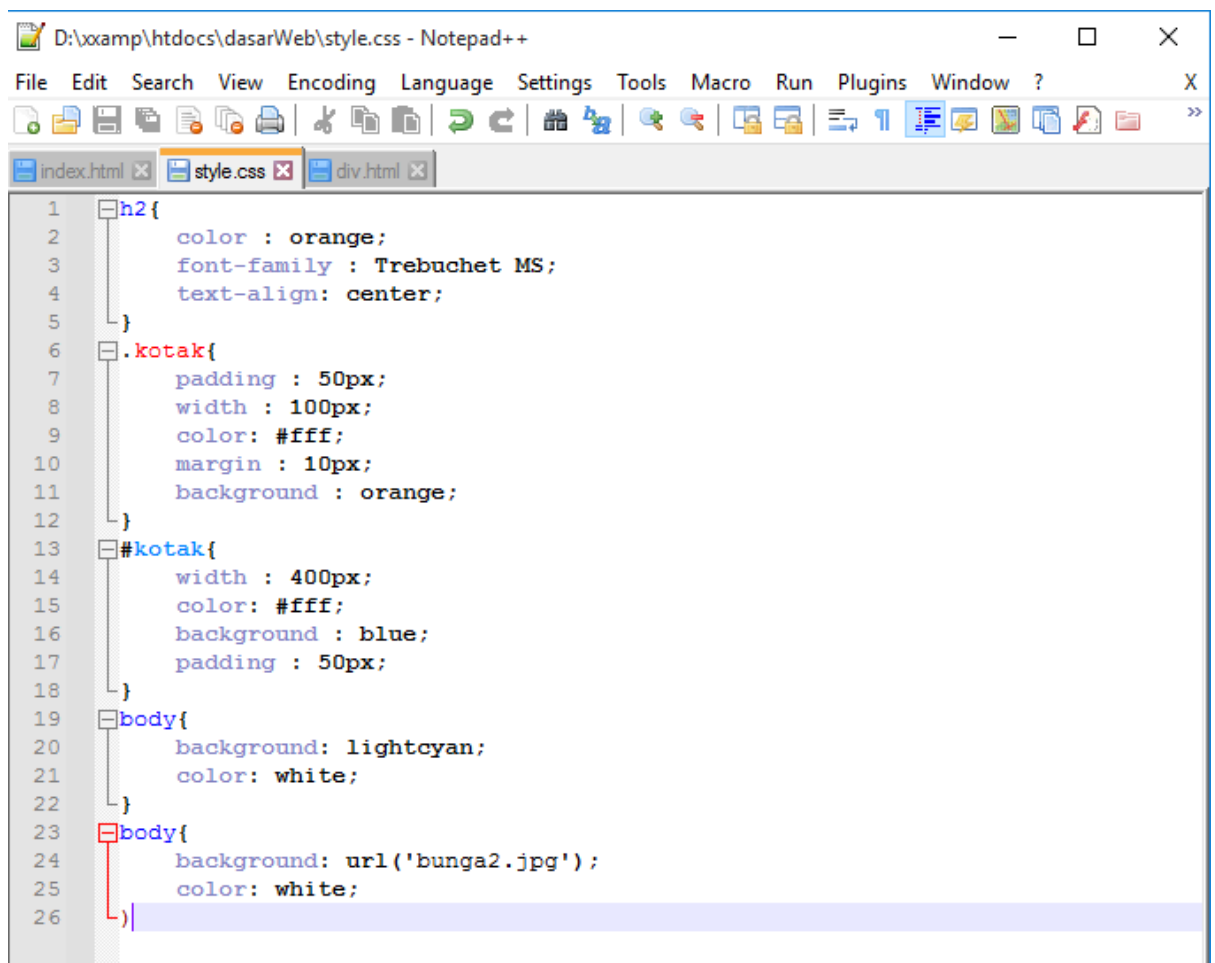 D:\xxamp\htdocs\dasarWeb\style.css - Notepad++
File Edit Search View Encoding Language Settings Tools Macro Run Plugins Window ? X
index.html style.css div.html
1 h2{
2 color : orange;
3 font-family : Trebuchet MS;
4 text-align: center;
5 }
6 .kotak{
7 padding : 50px;
8 width : 100px;
9 color: #fff;
10 margin : 10px;
11 background : orange;
12 }
13 #kotak{
14 width : 400px;
15 color: #fff;
16 background : blue;
17 padding : 50px;
18 }
19 body{
20 background: lightcyan;
21 color: white;
22 }
23 body{
24 background: url('bunga2.jpg');
25 color: white;
26 )